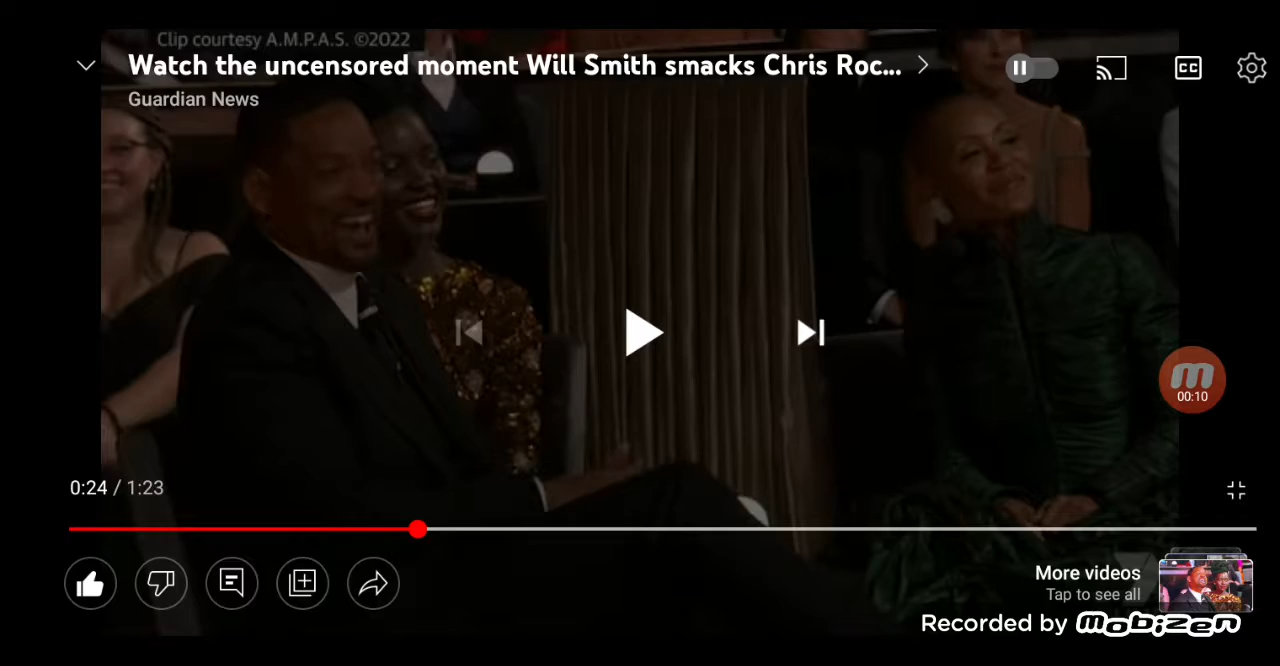 Clip courtesy A.M.P.A.S. ©2022
Watch the uncensored moment Will Smith smacks Chris Roc...
Guardian News
CC
00:10
0:24 / 1:23
More videos
Tap to see all
Recorded by mobizen